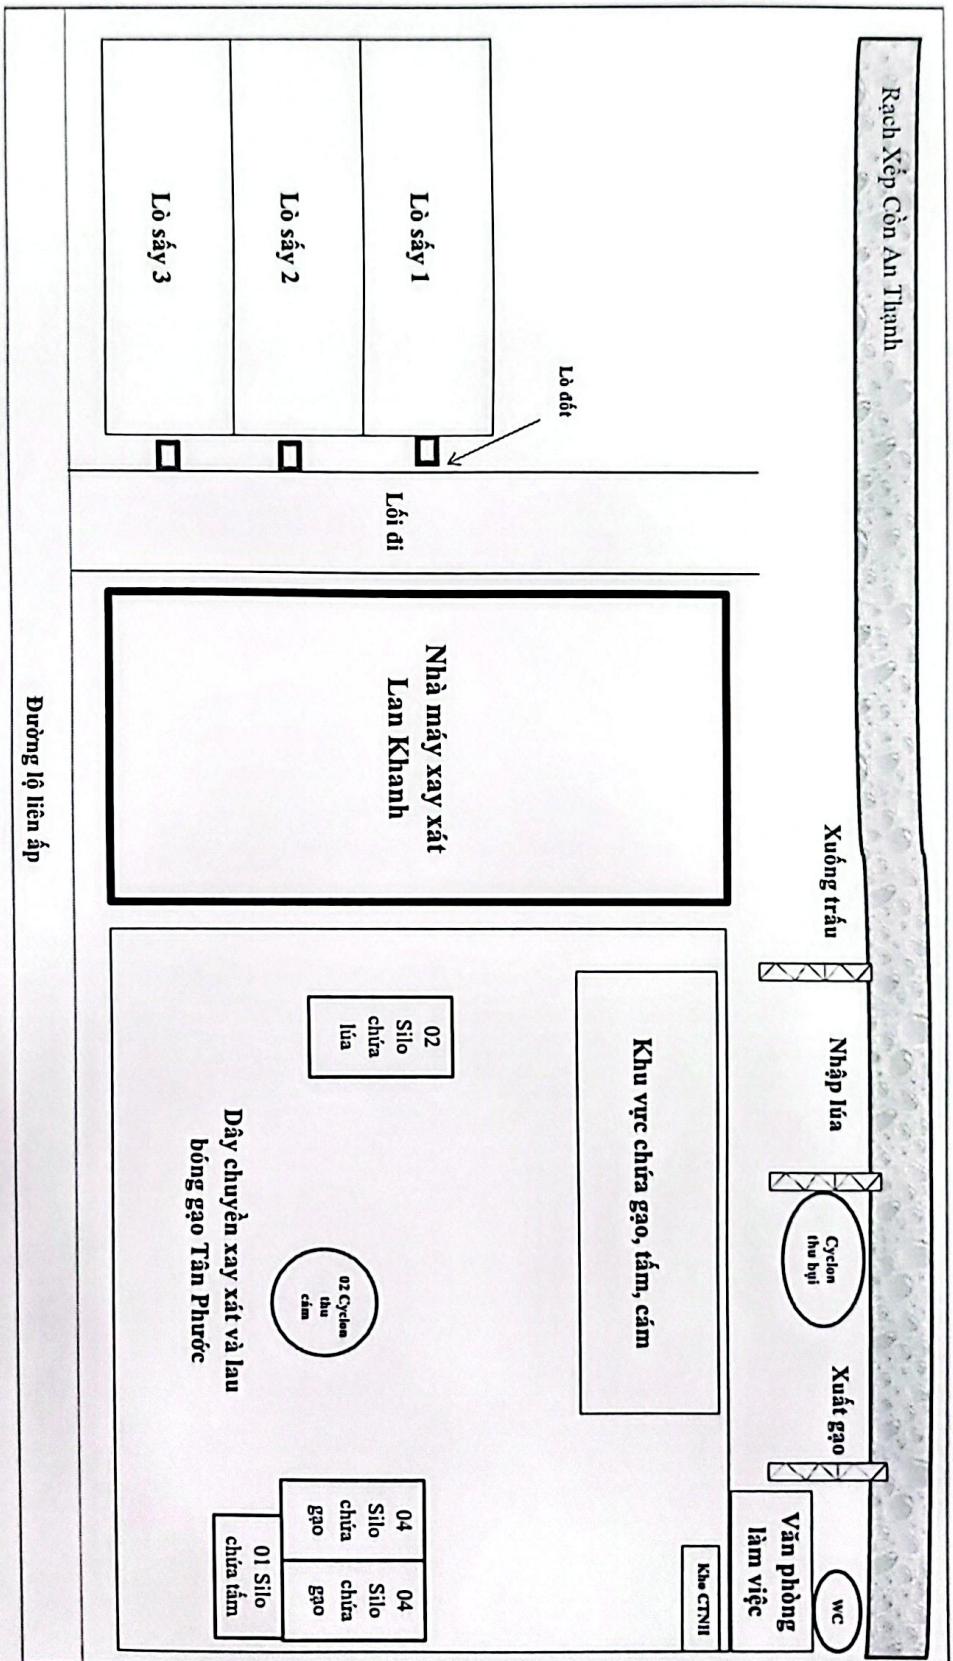 Rạch Xếp Cồn An Thạnh
Lò sấy 1
Lò sấy 2
Lò sấy 3
Lò đốt
Lối đi
Nhà máy xay xát
Lan Khanh
Xuống trấu
Nhập lúa
Cyclon
thu bụi
Xuất gạo
WC
Văn phòng
làm việc
Kho CTNH
Khu vực chứa gạo, tấm, cám
02
Silo
chứa
lúa
02 Cyclon
thu
cám
Dây chuyền xay xát và lau
bóng gạo Tân Phước
04
Silo
chứa
gạo
04
Silo
chứa
gạo
01 Silo
chứa tấm
Đường lộ liên ấp